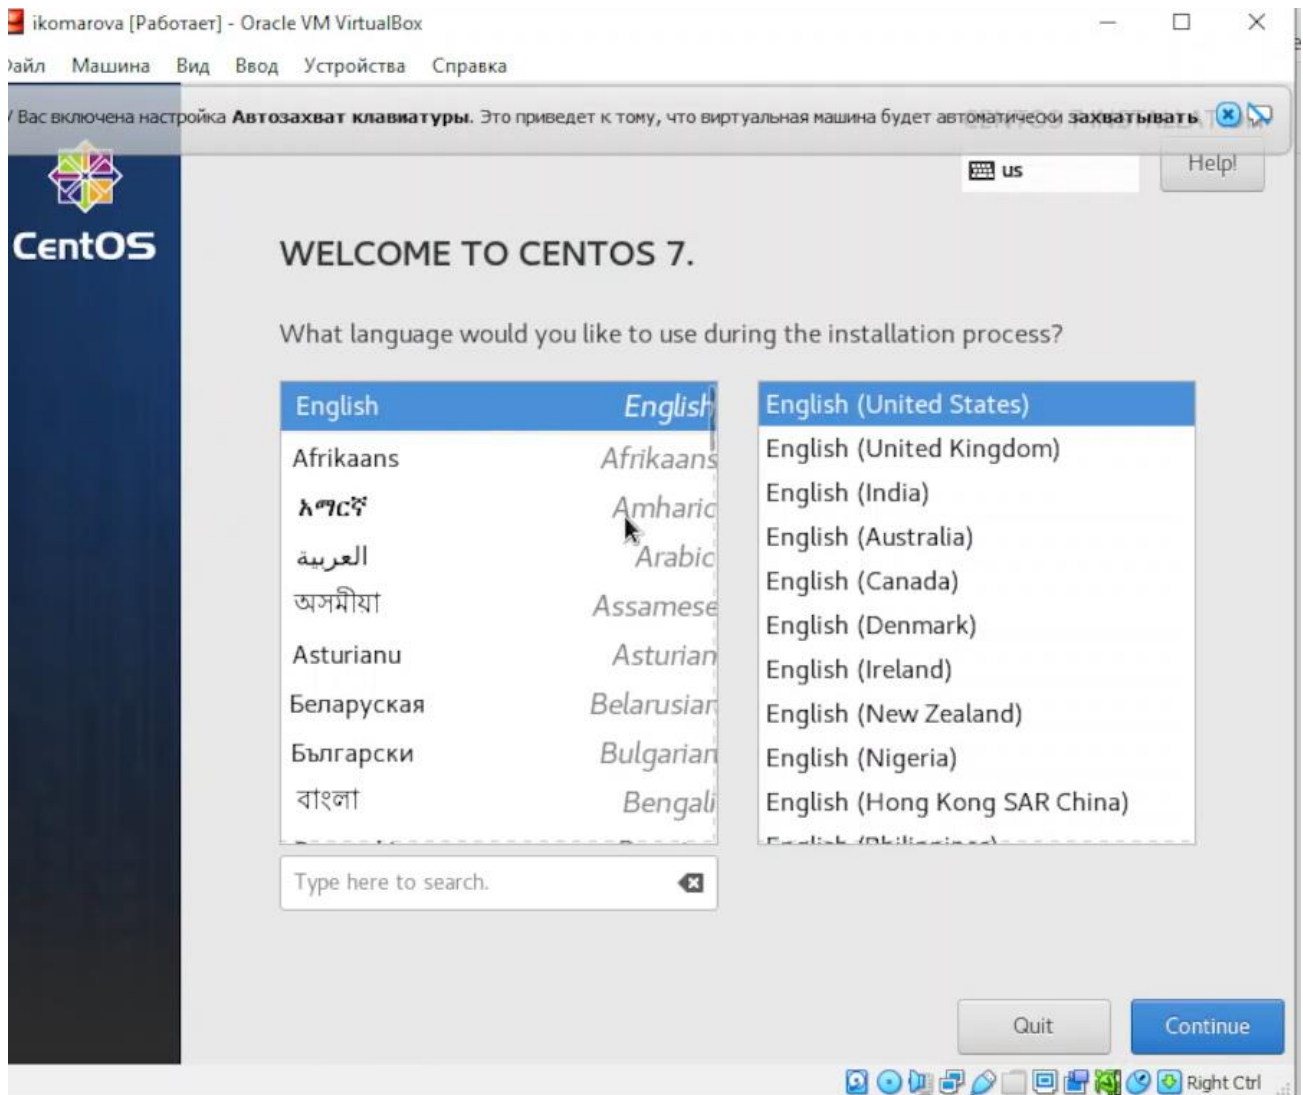 ikomarova [Работает] - Oracle VM VirtualBox
Машина Вид Ввод Устройства Справка
Вас включена настройка Автозахват клавиатуры. Это приведет к тому, что виртуальная машина будет автоматически захватывать
us
Help!
CentOS
WELCOME TO CENTOS 7.
What language would you like to use during the installation process?
English English
Afrikaans Afrikaans
አማርኛ Amharic
العربية Arabic
অসমীয়া Assamese
Asturianu Asturian
Беларуская Belarusian
Български Bulgarian
বাংলা Bengali
English (United States)
English (United Kingdom)
English (India)
English (Australia)
English (Canada)
English (Denmark)
English (Ireland)
English (New Zealand)
English (Nigeria)
English (Hong Kong SAR China)
Type here to search.
Quit
Continue
Right Ctrl